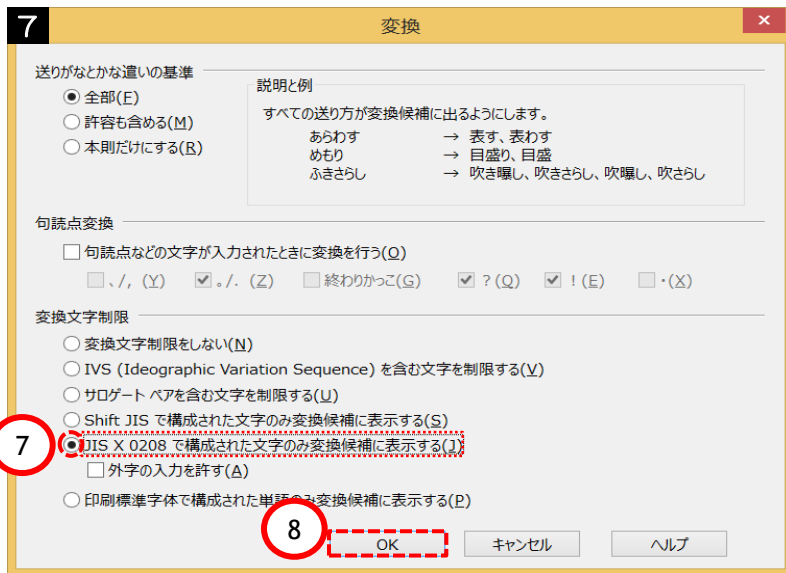 7
変換
×
送りがなとかな遣いの基準
全部(F)
許容も含める(M)
本則だけにする(R)
説明と例
すべての送り方が変換候補に出るようにします。
あらわす → 表す、表わす
めもり → 目盛り、目盛
ふきさらし → 吹き曝し、吹きさらし、吹曝し、吹さらし
句読点変換
句読点などの文字が入力されたときに変換を行う(O)
、/, (Y) 。/. (Z) 終わりかっこ(G) ? (Q) ! (E) ・(X)
変換文字制限
変換文字制限をしない(N)
IVS (Ideographic Variation Sequence) を含む文字を制限する(V)
サロゲート ペアを含む文字を制限する(U)
Shift JIS で構成された文字のみ変換候補に表示する(S)
7 JIS X 0208 で構成された文字のみ変換候補に表示する(J)
外字の入力を許す(A)
印刷標準字体で構成された単語のみ変換候補に表示する(P)
8
OK キャンセル ヘルプ